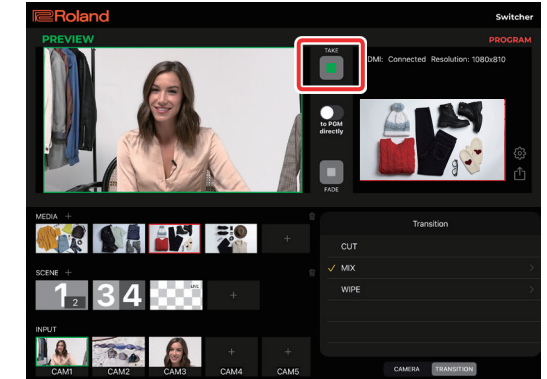 Roland
Switcher
PREVIEW
TAKE
PROGRAM
DMI: Connected Resolution: 1080x810
to PGM
directly
FADE
MEDIA +
+
SCENE +
1 2
3 4
LIVE
+
INPUT
+
+
CAM1
CAM2
CAM3
CAM4
CAM5
Transition
CUT
MIX
WIPE
CAMERA
TRANSITION